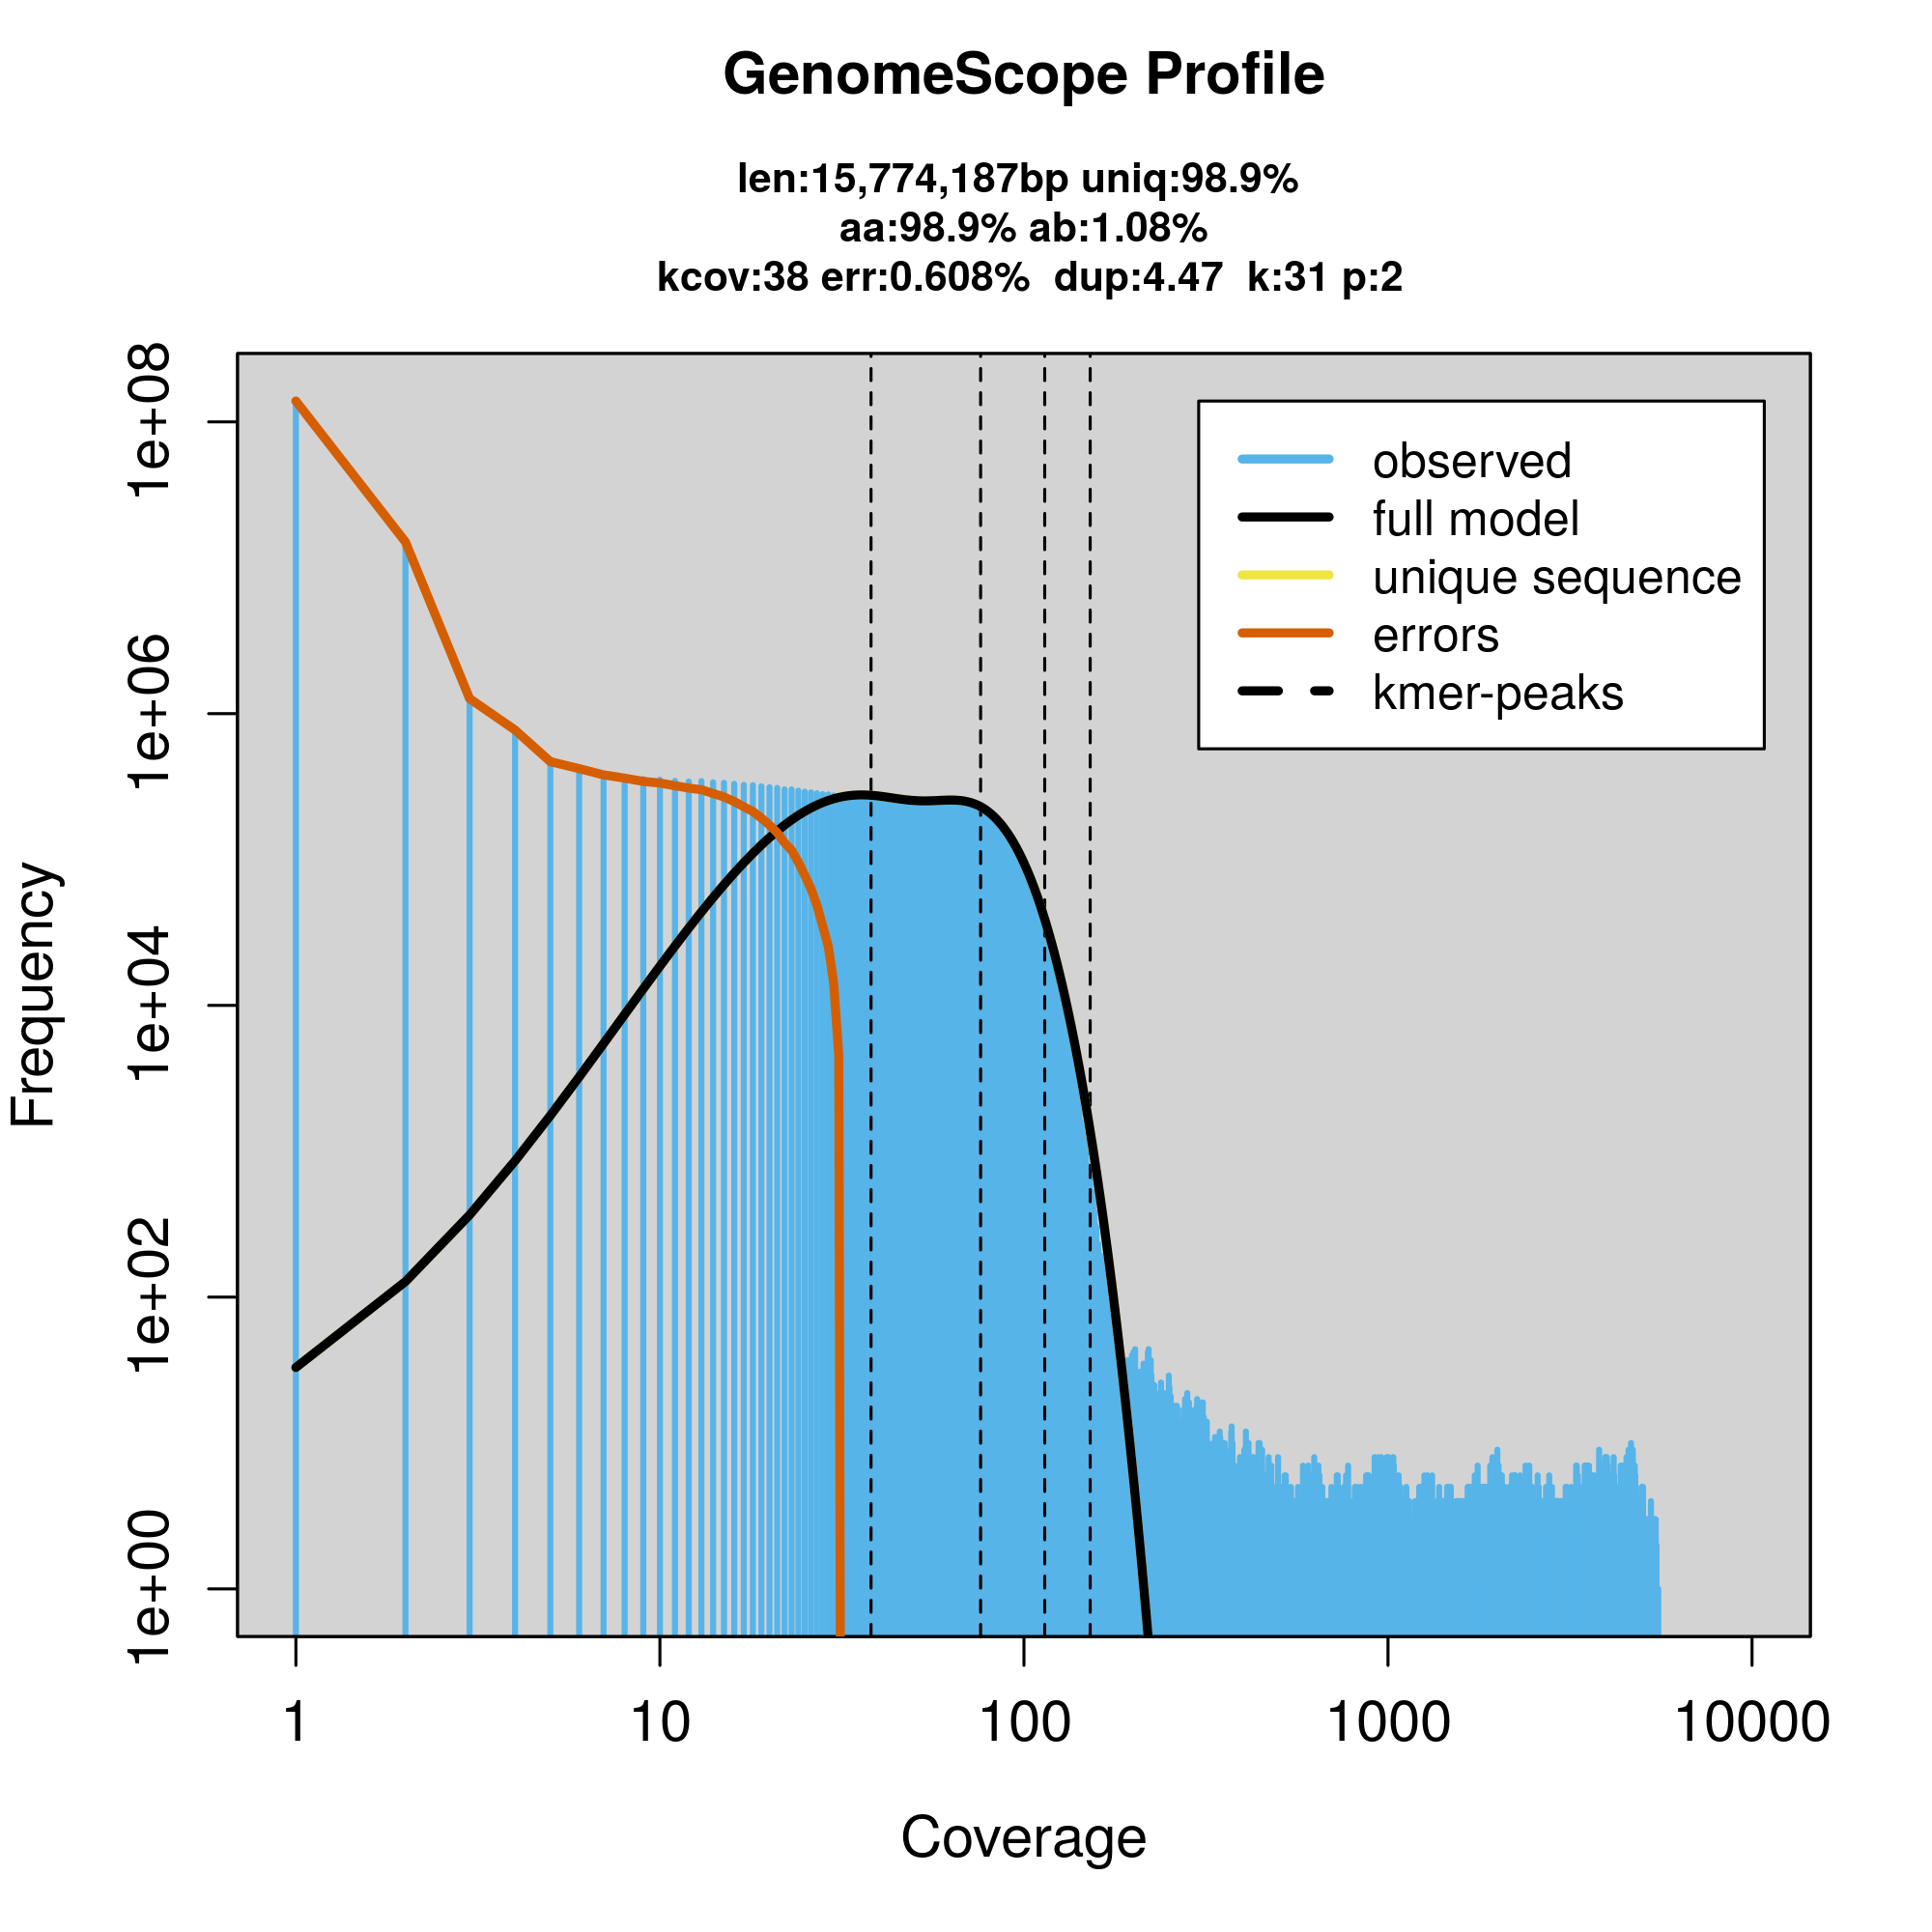 GenomeScope Profile
len:15,774,187bp uniq:98.9%
aa:98.9% ab:1.08%
kcov:38 err:0.608% dup:4.47 k:31 p:2
observed
full model
unique sequence
errors
kmer-peaks
Frequency
1e+08
1e+06
1e+04
1e+02
1e+00
1 10 100 1000 10000
Coverage